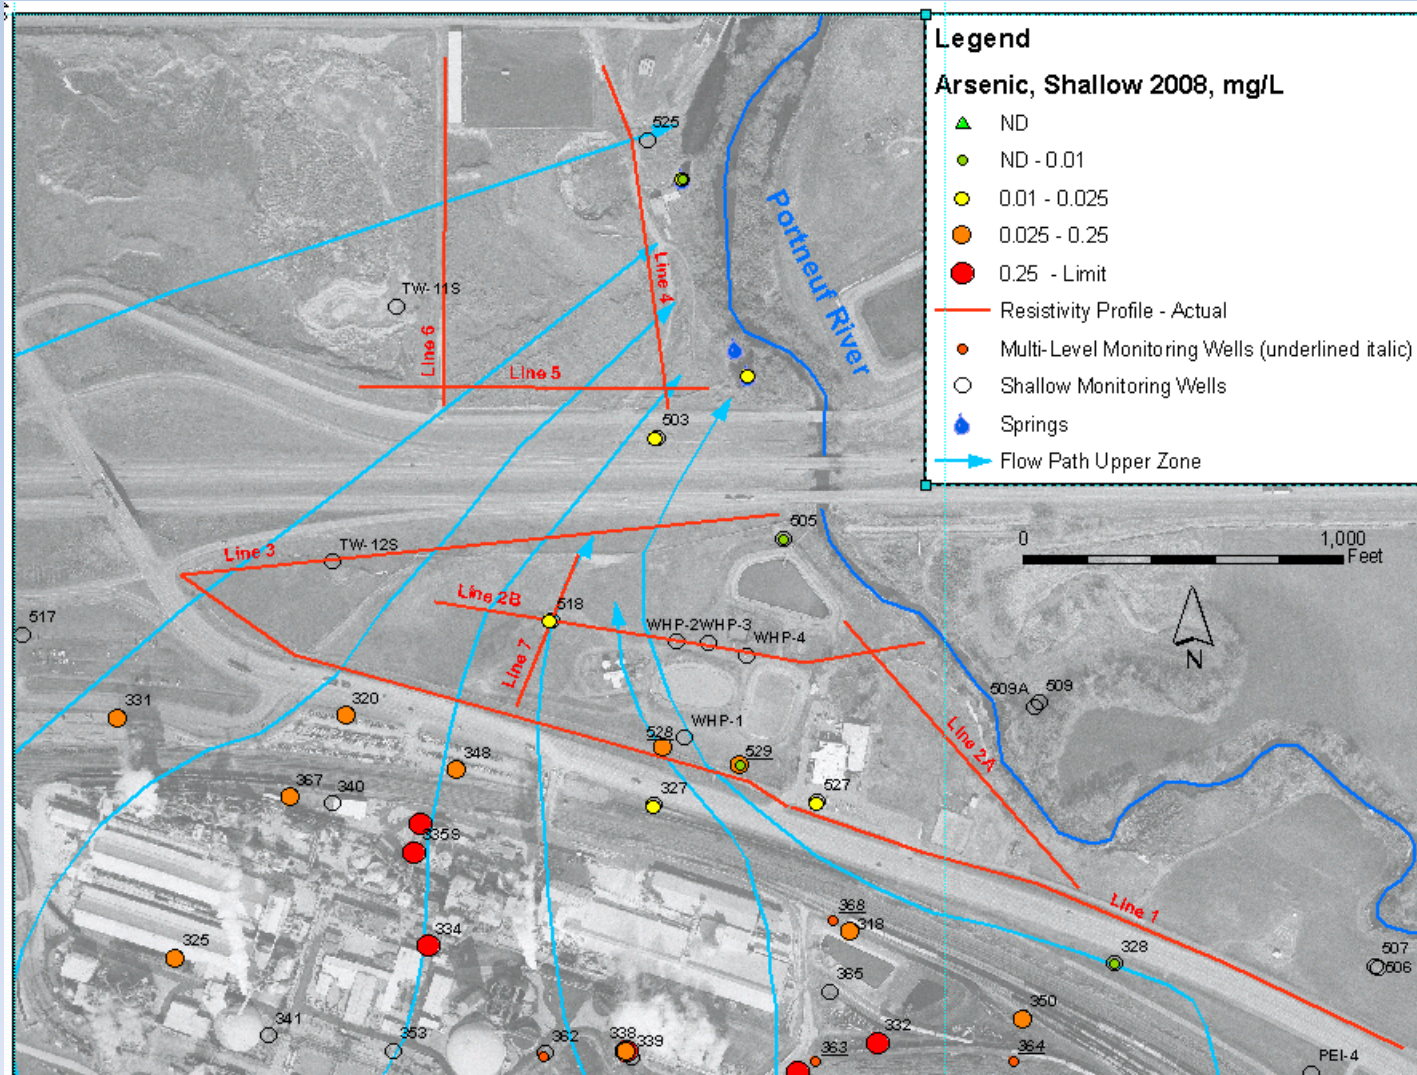 Legend
Arsenic, Shallow 2008, mg/L
ND
ND - 0.01
0.01 - 0.025
0.025 - 0.25
0.25 - Limit
Resistivity Profile - Actual
Multi-Level Monitoring Wells (underlined italic)
Shallow Monitoring Wells
Springs
Flow Path Upper Zone
525
Portneuf River
TW-11S
Line 4
Line 6
Line 5
503
0 1,000
Feet
505
TW-12S
Line 3
Line 2B
518
517
WHP-2 WHP-3
WHP-4
Line 7
N
509A 509
331
320
528
WHP-1
Line 2A
529
348
367
340
327
527
335S
Line 1
368
318
334
328
325
507
506
365
350
341
353
362
338
339
332
363
364
PEI-4